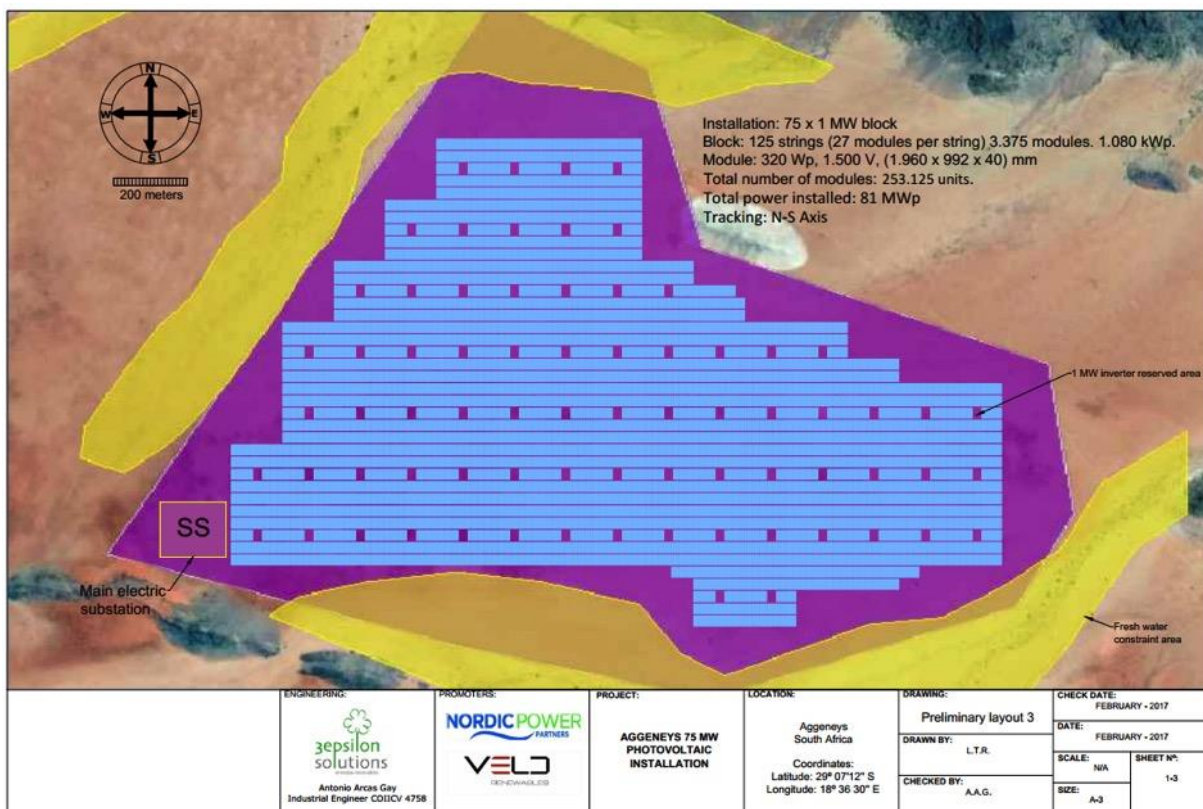 N
W
E
S
200 meters
Installation: 75 x 1 MW block
Block: 125 strings (27 modules per string) 3.375 modules. 1.080 kWp.
Module: 320 Wp, 1.500 V, (1.960 x 992 x 40) mm
Total number of modules: 253.125 units.
Total power installed: 81 MWp
Tracking: N-S Axis
1 MW inverter reserved area
SS
Main electric
substation
Fresh water
constraint area
ENGINEERING:
3epsilon
solutions
Antonio Arcas Gay
Industrial Engineer COIICV 4758
PROMOTERS:
NORDIC POWER
PARTNERS
VELD
RENEWABLES
PROJECT:
AGGENEYS 75 MW
PHOTOVOLTAIC
INSTALLATION
LOCATION:
Aggeneys
South Africa
Coordinates:
Latitude: 29º 07'12" S
Longitude: 18º 36 30" E
DRAWING:
Preliminary layout 3
DRAWN BY:
L.T.R.
CHECKED BY:
A.A.G.
CHECK DATE:
FEBRUARY - 2017
DATE:
FEBRUARY - 2017
SCALE:
N/A
SHEET Nº:
1-3
SIZE:
A-3